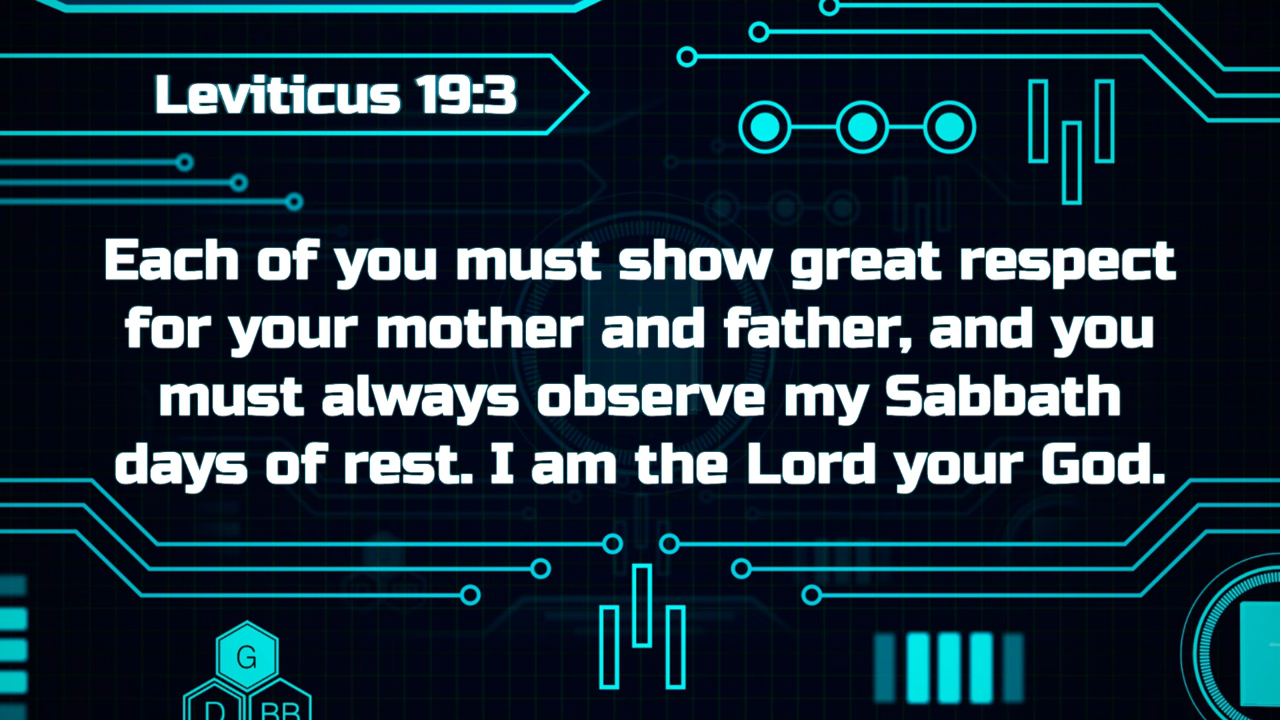 Leviticus 19:3
Each of you must show great respect
for your mother and father, and you
must always observe my Sabbath
days of rest. I am the Lord your God.
G
D BB